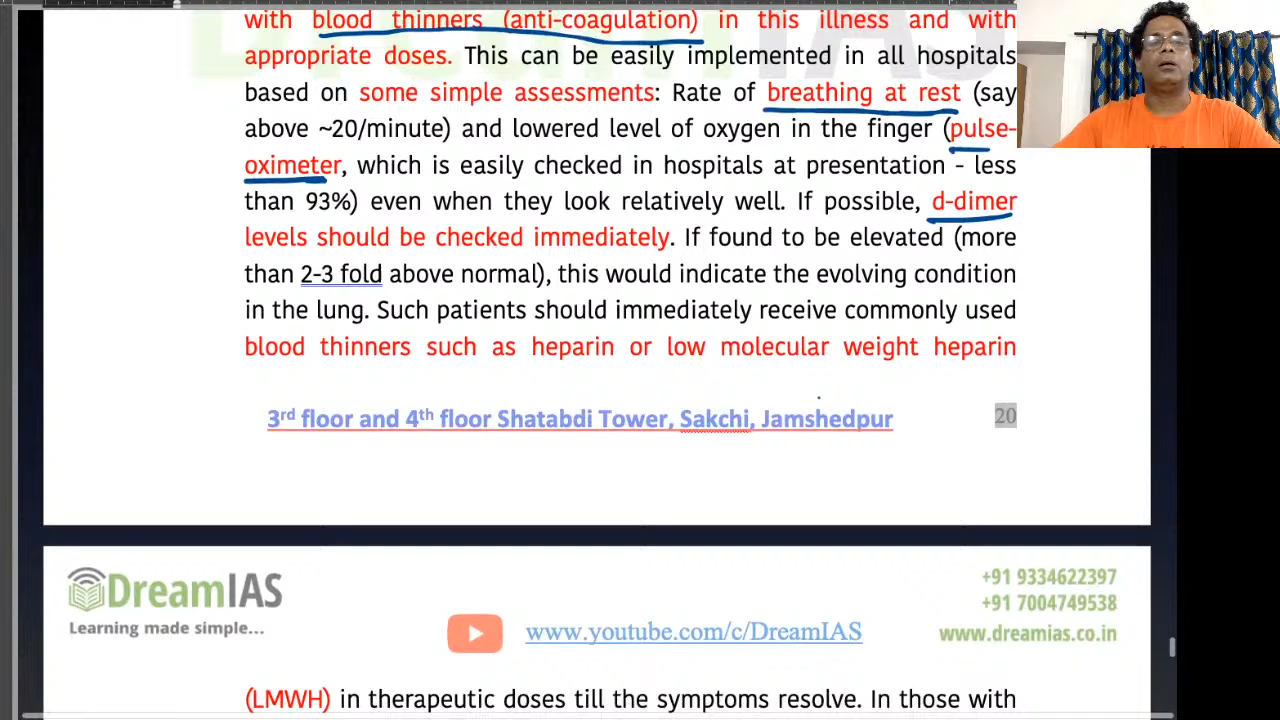 with blood thinners (anti-coagulation) in this illness and with
appropriate doses. This can be easily implemented in all hospitals
based on some simple assessments: Rate of breathing at rest (say
above ~20/minute) and lowered level of oxygen in the finger (pulse-
oximeter, which is easily checked in hospitals at presentation - less
than 93%) even when they look relatively well. If possible, d-dimer
levels should be checked immediately. If found to be elevated (more
than 2-3 fold above normal), this would indicate the evolving condition
in the lung. Such patients should immediately receive commonly used
blood thinners such as heparin or low molecular weight heparin
3rd floor and 4th floor Shatabdi Tower, Sakchi, Jamshedpur
20
DreamIAS
Learning made simple...
www.youtube.com/c/DreamIAS
+91 9334622397
+91 7004749538
www.dreamias.co.in
(LMWH) in therapeutic doses till the symptoms resolve. In those with